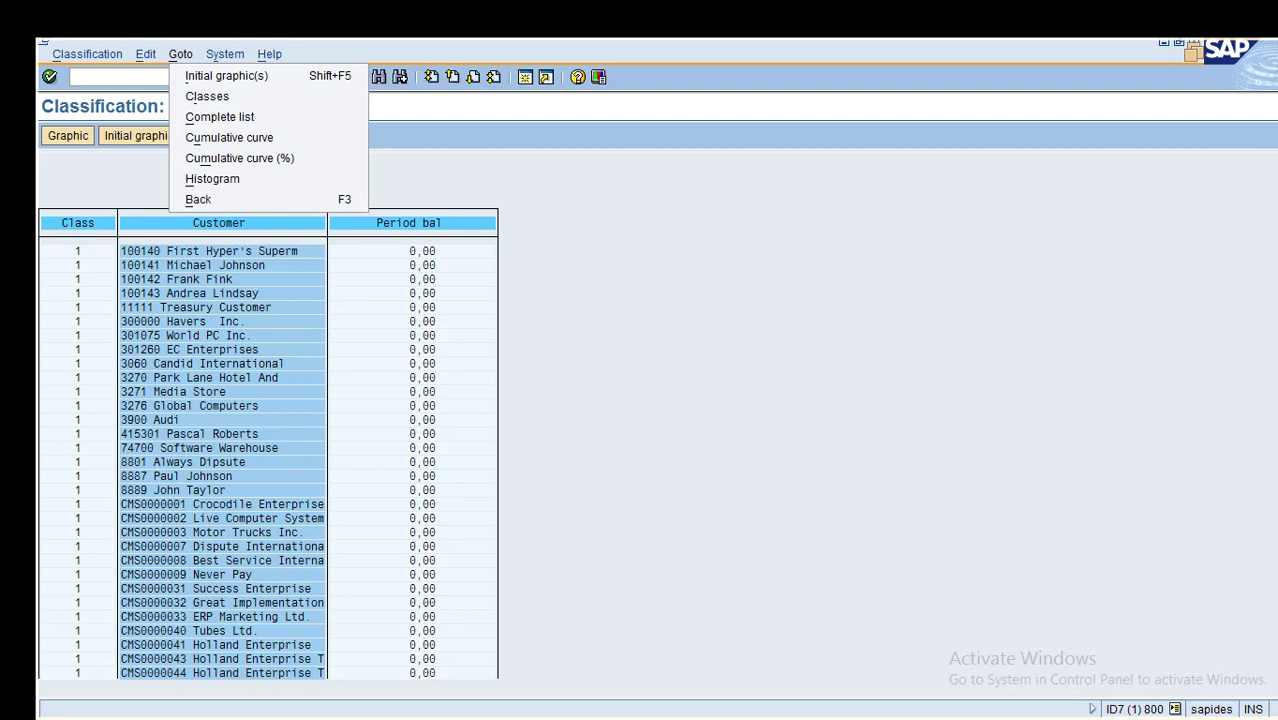 Classification Edit Goto System Help
SAP
Initial graphic(s) Shift+F5
Classes
Complete list
Cumulative curve
Cumulative curve (%)
Histogram
Back F3
Classification:
Graphic Initial graphi
Class Customer Period bal
1 100140 First Hyper's Superm 0,00
1 100141 Michael Johnson 0,00
1 100142 Frank Fink 0,00
1 100143 Andrea Lindsay 0,00
1 11111 Treasury Customer 0,00
1 300000 Havers Inc. 0,00
1 301075 World PC Inc. 0,00
1 301260 EC Enterprises 0,00
1 3060 Candid International 0,00
1 3270 Park Lane Hotel And 0,00
1 3271 Media Store 0,00
1 3276 Global Computers 0,00
1 3900 Audi 0,00
1 415301 Pascal Roberts 0,00
1 74700 Software Warehouse 0,00
1 8801 Always Dipsute 0,00
1 8887 Paul Johnson 0,00
1 8889 John Taylor 0,00
1 CMS0000001 Crocodile Enterprise 0,00
1 CMS0000002 Live Computer System 0,00
1 CMS0000003 Motor Trucks Inc. 0,00
1 CMS0000007 Dispute Internationa 0,00
1 CMS0000008 Best Service Interna 0,00
1 CMS0000009 Never Pay 0,00
1 CMS0000031 Success Enterprise 0,00
1 CMS0000032 Great Implementation 0,00
1 CMS0000033 ERP Marketing Ltd. 0,00
1 CMS0000040 Tubes Ltd. 0,00
1 CMS0000041 Holland Enterprise 0,00
1 CMS0000043 Holland Enterprise T 0,00
1 CMS0000044 Holland Enterprise T 0,00
Activate Windows
Go to System in Control Panel to activate Windows.
ID7 (1) 800 sapides INS